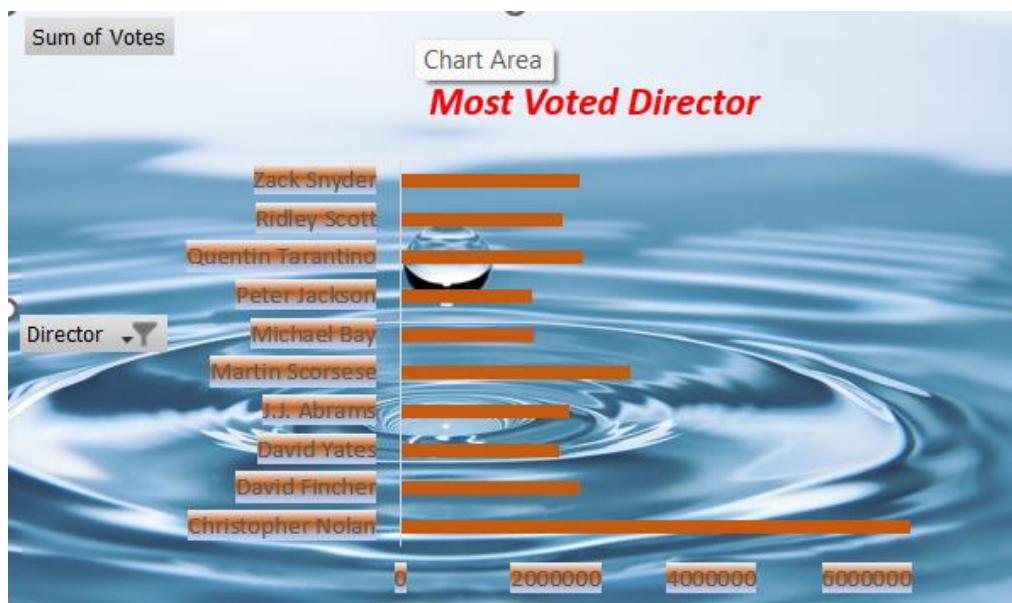 Sum of Votes
Chart Area
Most Voted Director
Zack Snyder
Ridley Scott
Quentin Tarantino
Peter Jackson
Director
Michael Bay
Martin Scorsese
J.J. Abrams
David Yates
David Fincher
Christopher Nolan
0 2000000 4000000 6000000